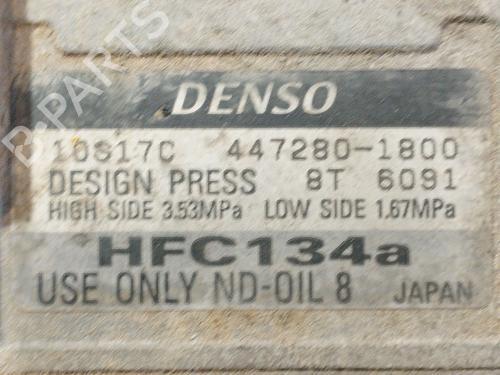 DENSO
10S17C 447280-1800
DESIGN PRESS 8T 6091
HIGH SIDE 3.53MPa LOW SIDE 1.67MPa
HFC134a
USE ONLY ND-OIL 8 JAPAN
B-PARTS